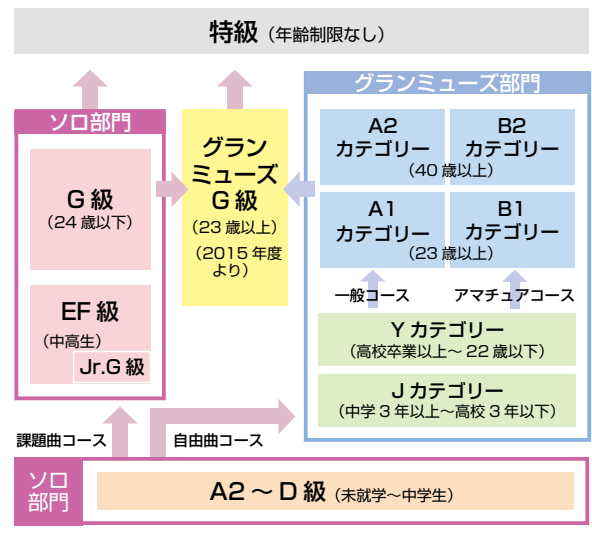 特級（年齢制限なし）
ソロ部門
G 級
（24 歳以下）
EF 級
（中高生）
Jr.G 級
グラン
ミューズ
G 級
（23 歳以上）
（2015 年度
より）
グランミューズ部門
A2
カテゴリー
B2
カテゴリー
（40 歳以上）
A1
カテゴリー
B1
カテゴリー
（23 歳以上）
一般コース
アマチュアコース
Y カテゴリー
（高校卒業以上～ 22 歳以下）
J カテゴリー
（中学 3 年以上～高校 3 年以下）
課題曲コース
自由曲コース
ソロ
部門
A2 ～ D 級（未就学～中学生）